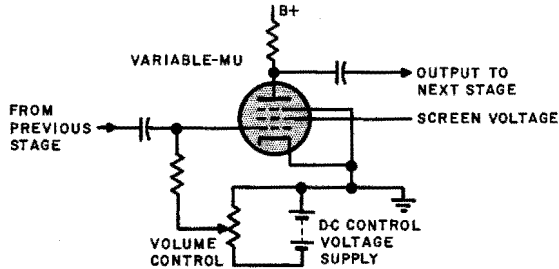 B+
VARIABLE-MU
OUTPUT TO
NEXT STAGE
FROM
PREVIOUS
STAGE
SCREEN VOLTAGE
VOLUME
CONTROL
DC CONTROL
VOLTAGE
SUPPLY